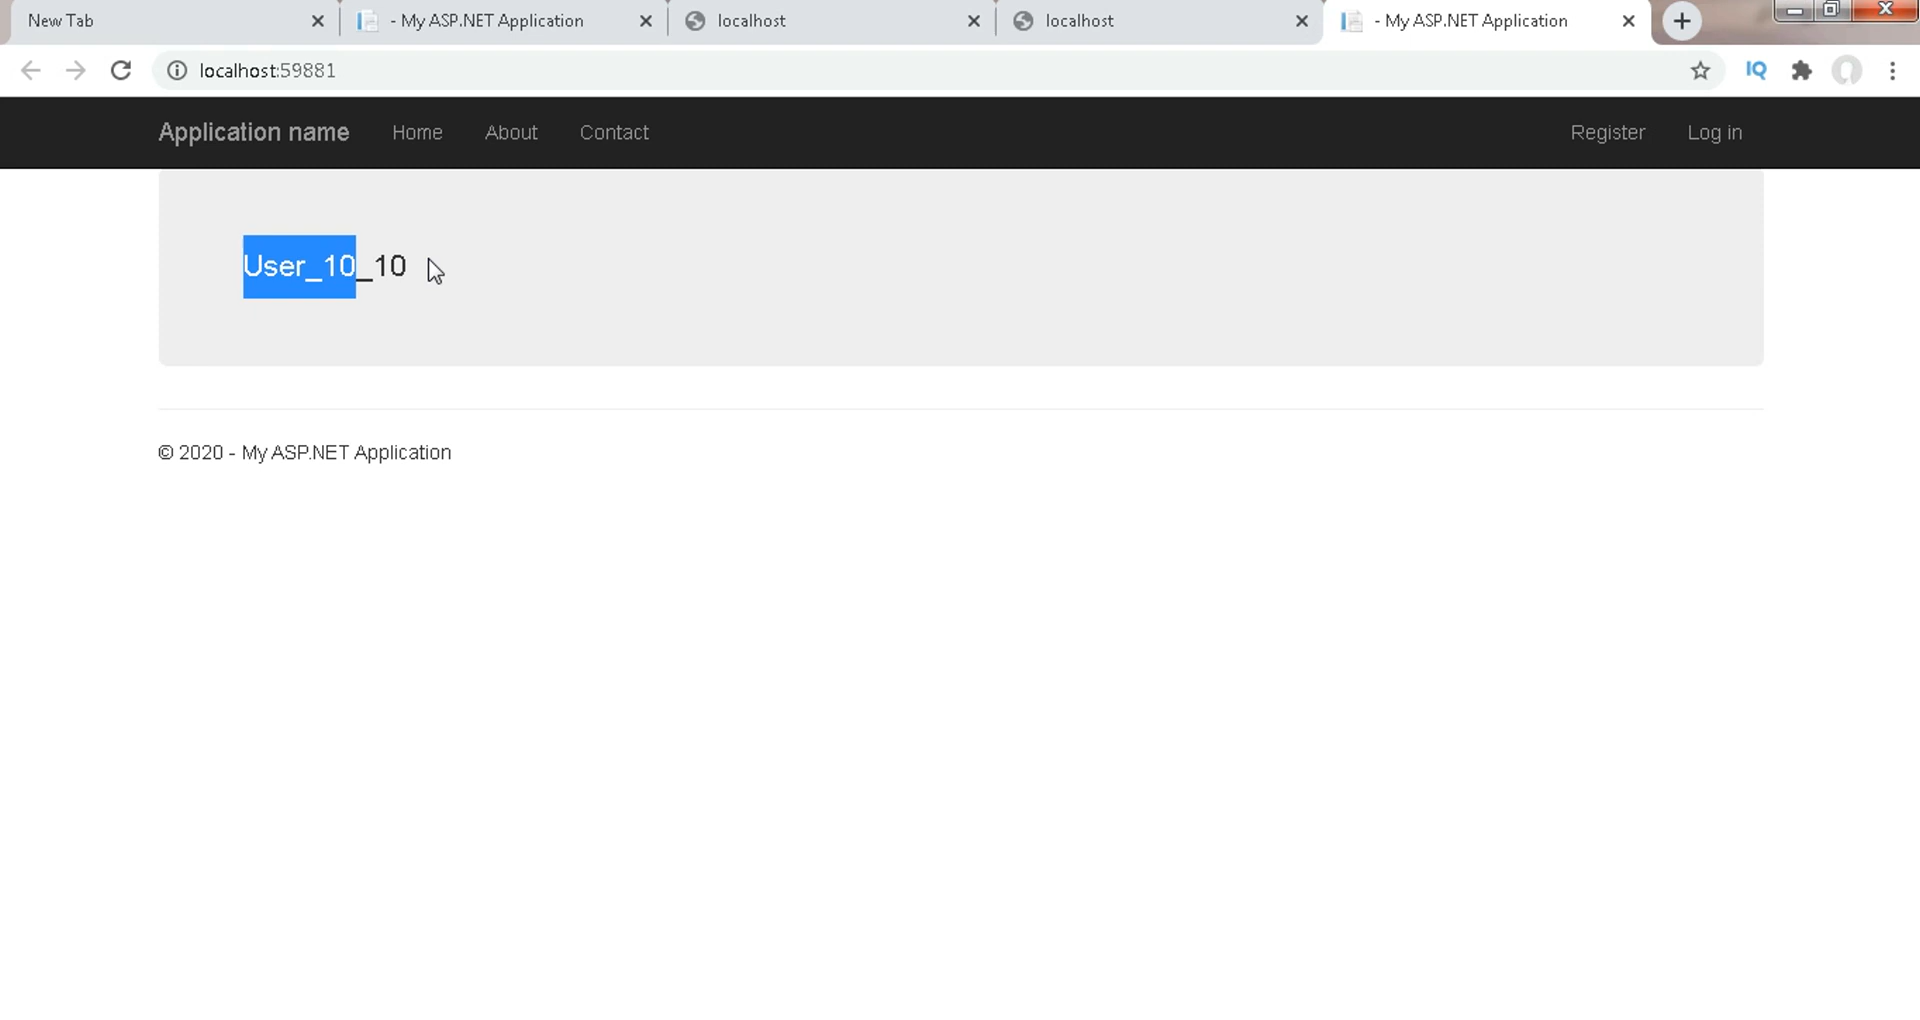 New Tab
- My ASP.NET Application
localhost
localhost
- My ASP.NET Application
localhost:59881
IQ
Application name Home About Contact Register Log in
User_10_10
© 2020 - My ASP.NET Application